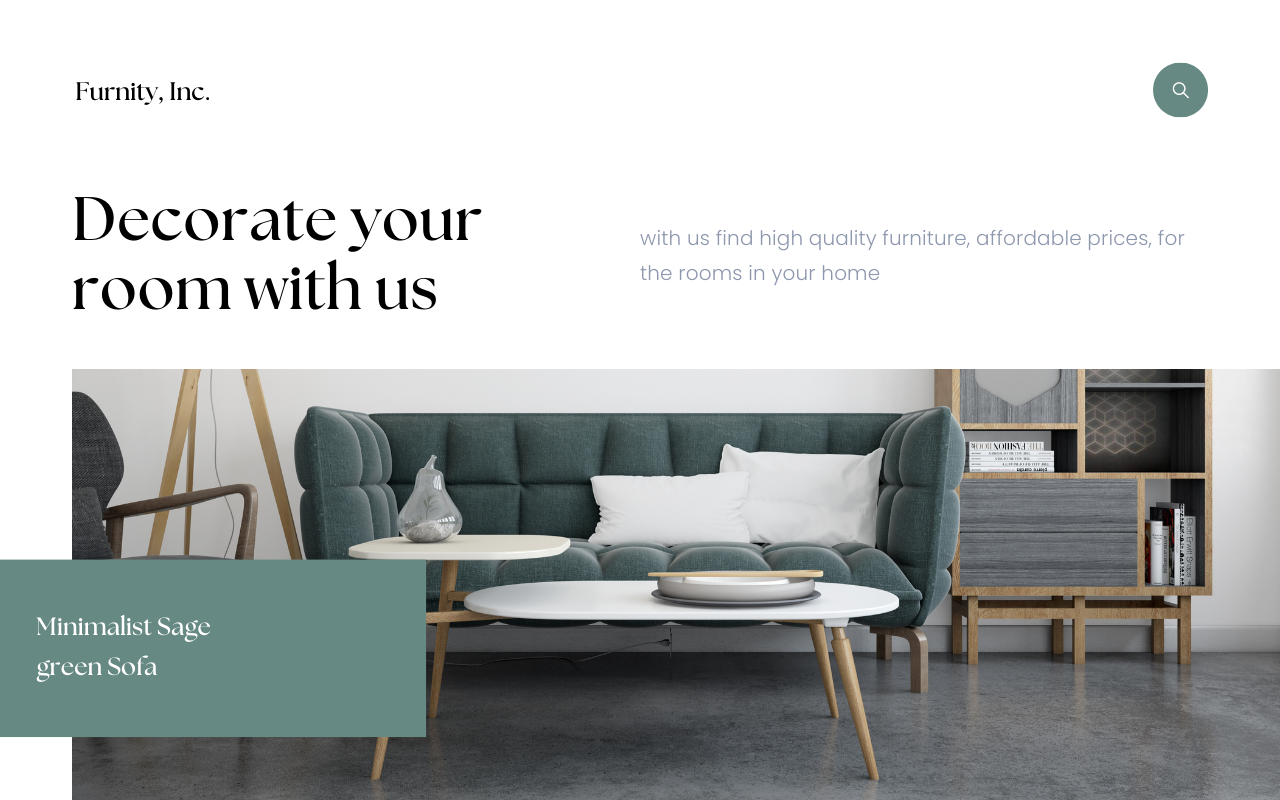 Furnity, Inc.
Decorate your
room with us
with us find high quality furniture, affordable prices, for
the rooms in your home
Minimalist Sage
green Sofa